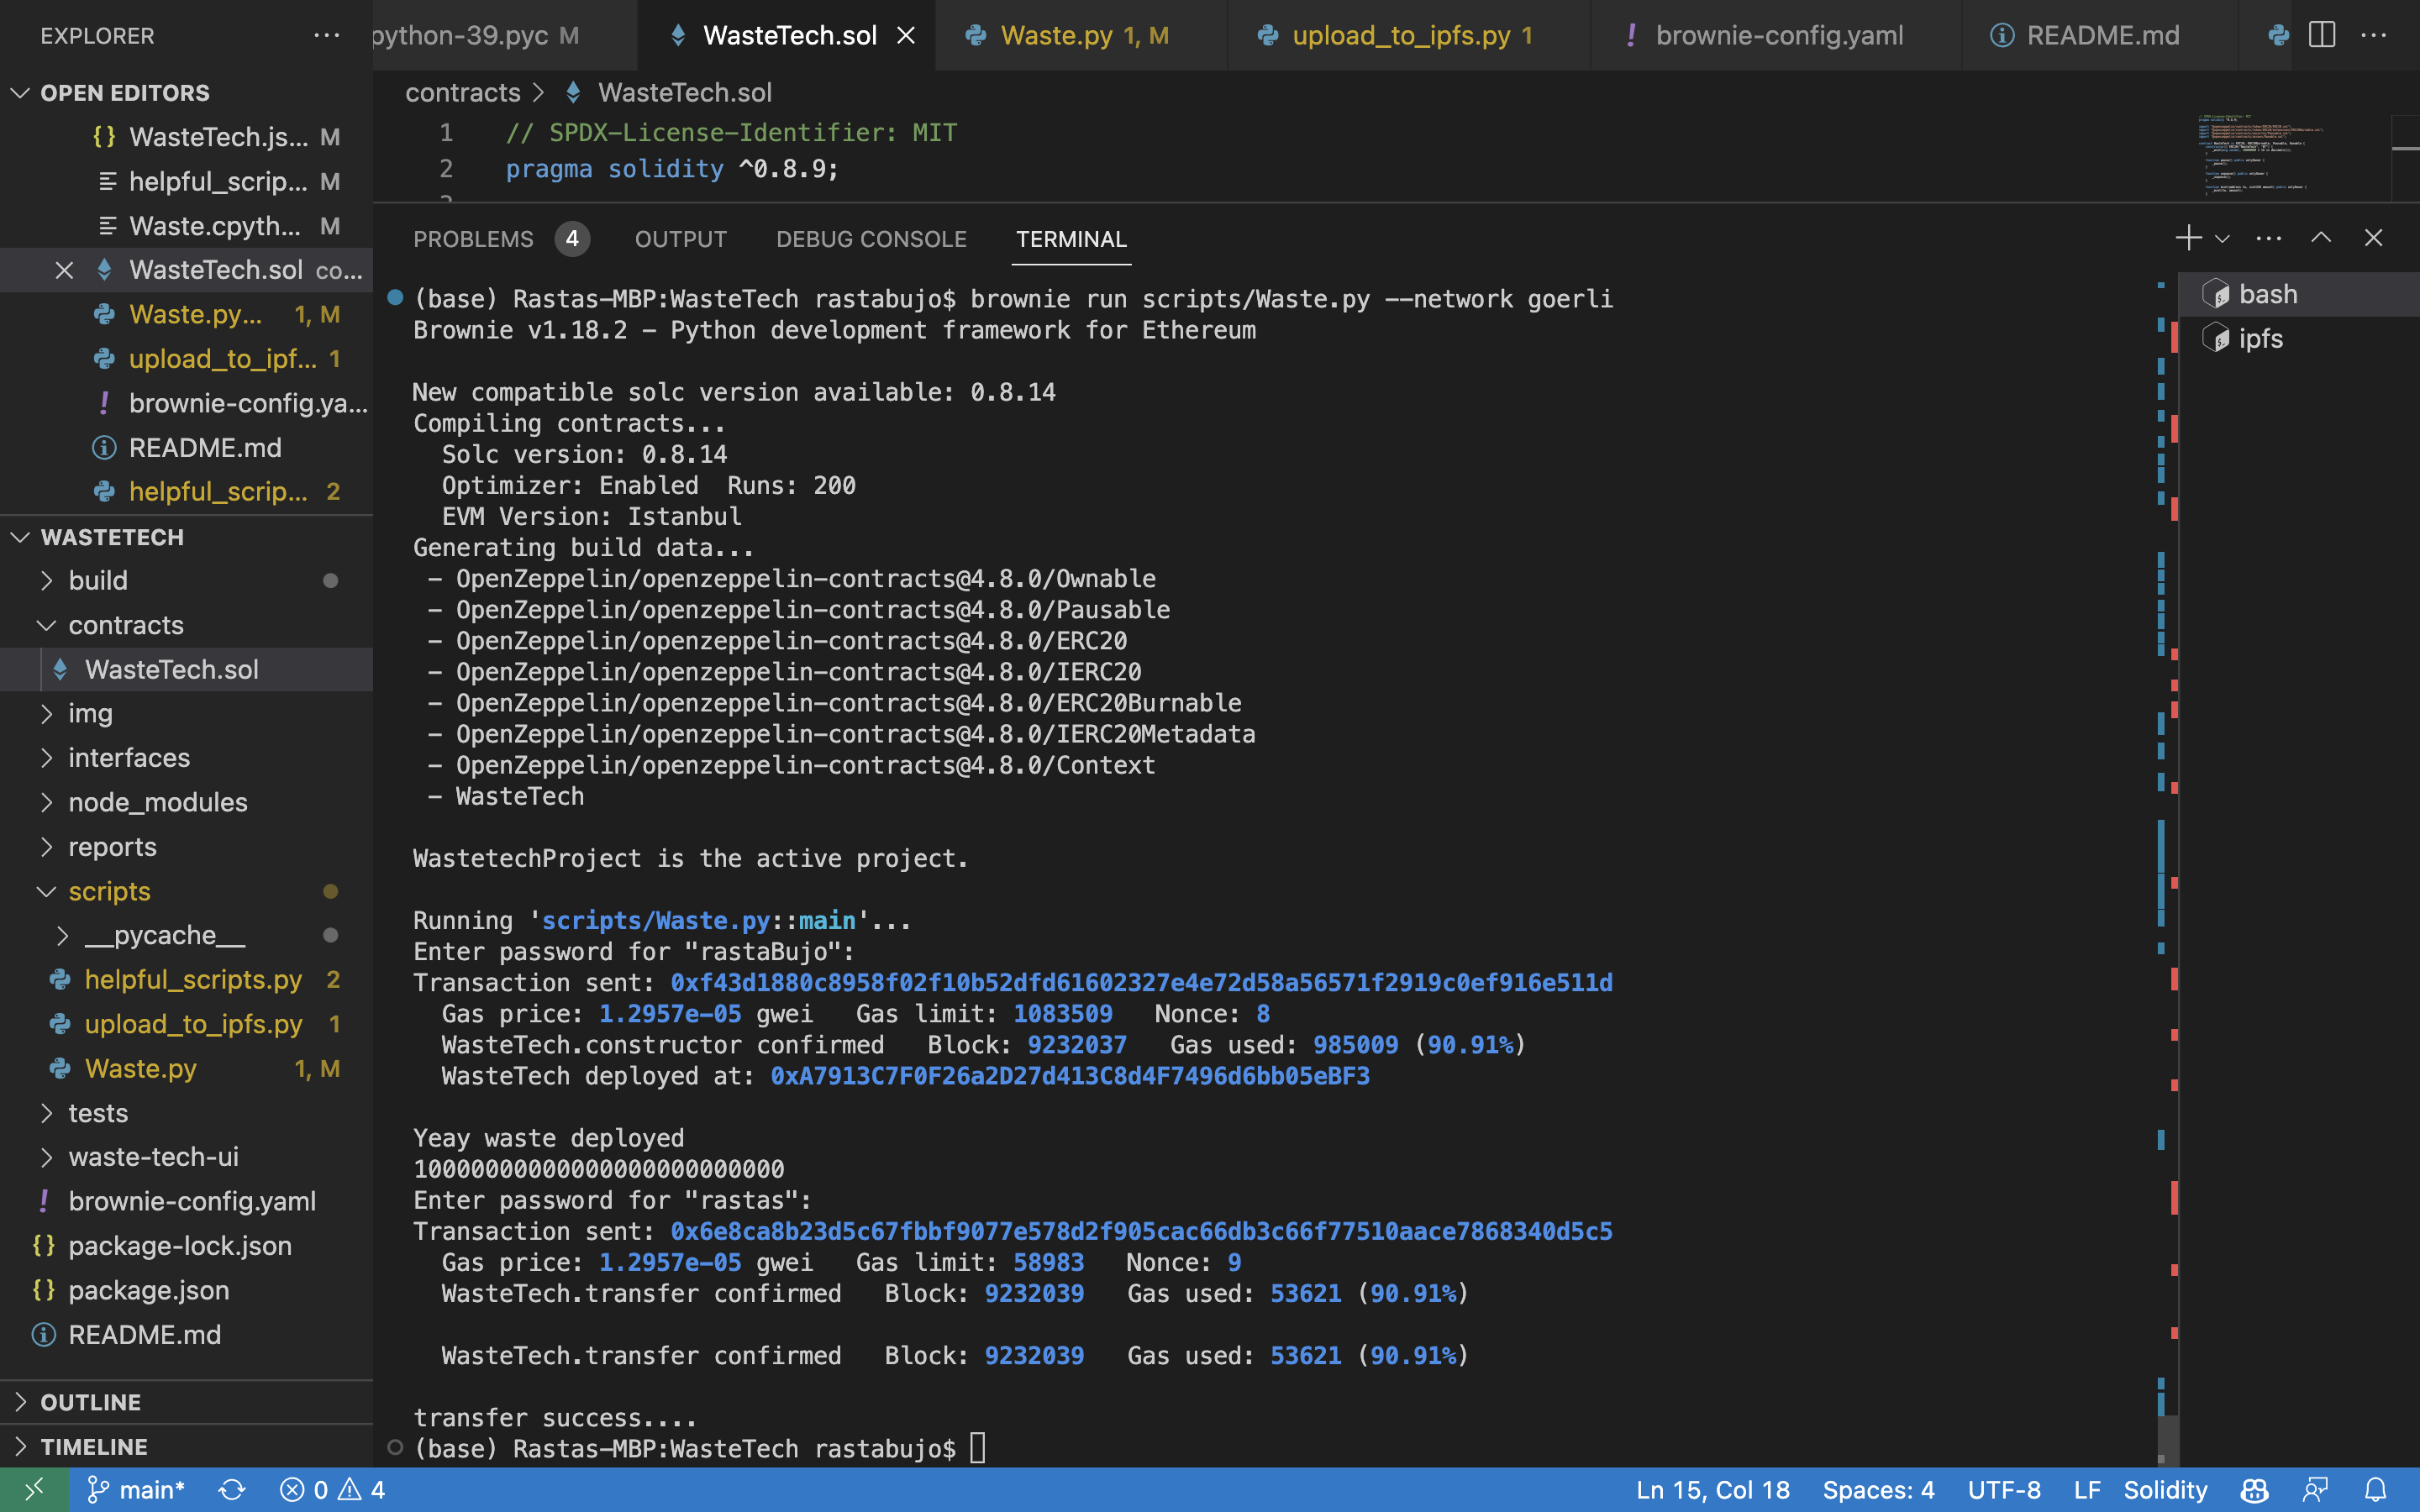 EXPLORER
python-39.pyc M
WasteTech.sol
Waste.py 1, M
upload_to_ipfs.py 1
! brownie-config.yaml
README.md
OPEN EDITORS
{} WasteTech.js... M
helpful_scrip... M
Waste.cpyth... M
WasteTech.sol co...
Waste.py... 1, M
upload_to_ipf... 1
! brownie-config.ya...
README.md
helpful_scrip... 2
WASTETECH
build
contracts
WasteTech.sol
img
interfaces
node_modules
reports
scripts
__pycache__
helpful_scripts.py 2
upload_to_ipfs.py 1
Waste.py 1, M
tests
waste-tech-ui
! brownie-config.yaml
{} package-lock.json
{} package.json
README.md
OUTLINE
TIMELINE
contracts > WasteTech.sol
1 // SPDX-License-Identifier: MIT
2 pragma solidity ^0.8.9;
PROBLEMS 4 OUTPUT DEBUG CONSOLE TERMINAL
(base) Rastas-MBP:WasteTech rastabujo$ brownie run scripts/Waste.py --network goerli
Brownie v1.18.2 - Python development framework for Ethereum
New compatible solc version available: 0.8.14
Compiling contracts...
Solc version: 0.8.14
Optimizer: Enabled Runs: 200
EVM Version: Istanbul
Generating build data...
- OpenZeppelin/openzeppelin-contracts@4.8.0/Ownable
- OpenZeppelin/openzeppelin-contracts@4.8.0/Pausable
- OpenZeppelin/openzeppelin-contracts@4.8.0/ERC20
- OpenZeppelin/openzeppelin-contracts@4.8.0/IERC20
- OpenZeppelin/openzeppelin-contracts@4.8.0/ERC20Burnable
- OpenZeppelin/openzeppelin-contracts@4.8.0/IERC20Metadata
- OpenZeppelin/openzeppelin-contracts@4.8.0/Context
- WasteTech
WastetechProject is the active project.
Running 'scripts/Waste.py::main'...
Enter password for "rastaBujo":
Transaction sent: 0xf43d1880c8958f02f10b52dfd61602327e4e72d58a56571f2919c0ef916e511d
Gas price: 1.2957e-05 gwei Gas limit: 1083509 Nonce: 8
WasteTech.constructor confirmed Block: 9232037 Gas used: 985009 (90.91%)
WasteTech deployed at: 0xA7913C7F0F26a2D27d413C8d4F7496d6bb05eBF3
Yeay waste deployed
10000000000000000000000000
Enter password for "rastas":
Transaction sent: 0x6e8ca8b23d5c67fbbf9077e578d2f905cac66db3c66f77510aace7868340d5c5
Gas price: 1.2957e-05 gwei Gas limit: 58983 Nonce: 9
WasteTech.transfer confirmed Block: 9232039 Gas used: 53621 (90.91%)
WasteTech.transfer confirmed Block: 9232039 Gas used: 53621 (90.91%)
transfer success....
(base) Rastas-MBP:WasteTech rastabujo$
bash
ipfs
main* 0 4
Ln 15, Col 18 Spaces: 4 UTF-8 LF Solidity